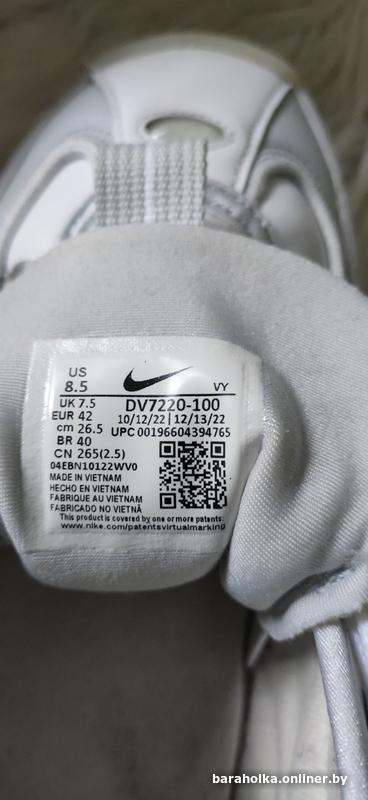 US
8.5
VY
UK 7.5
DV7220-100
EUR 42
10/12/22 | 12/13/22
cm 26.5
UPC 00196604394765
BR 40
CN 265(2.5)
04EBN10122WV0
MADE IN VIETNAM
HECHO EN VIETNAM
FABRIQUE AU VIETNAM
FABRICADO NO VIETNÃ
This product is covered by one or more patents:
www.nike.com/patentsvirtualmarking
baraholka.onliner.by